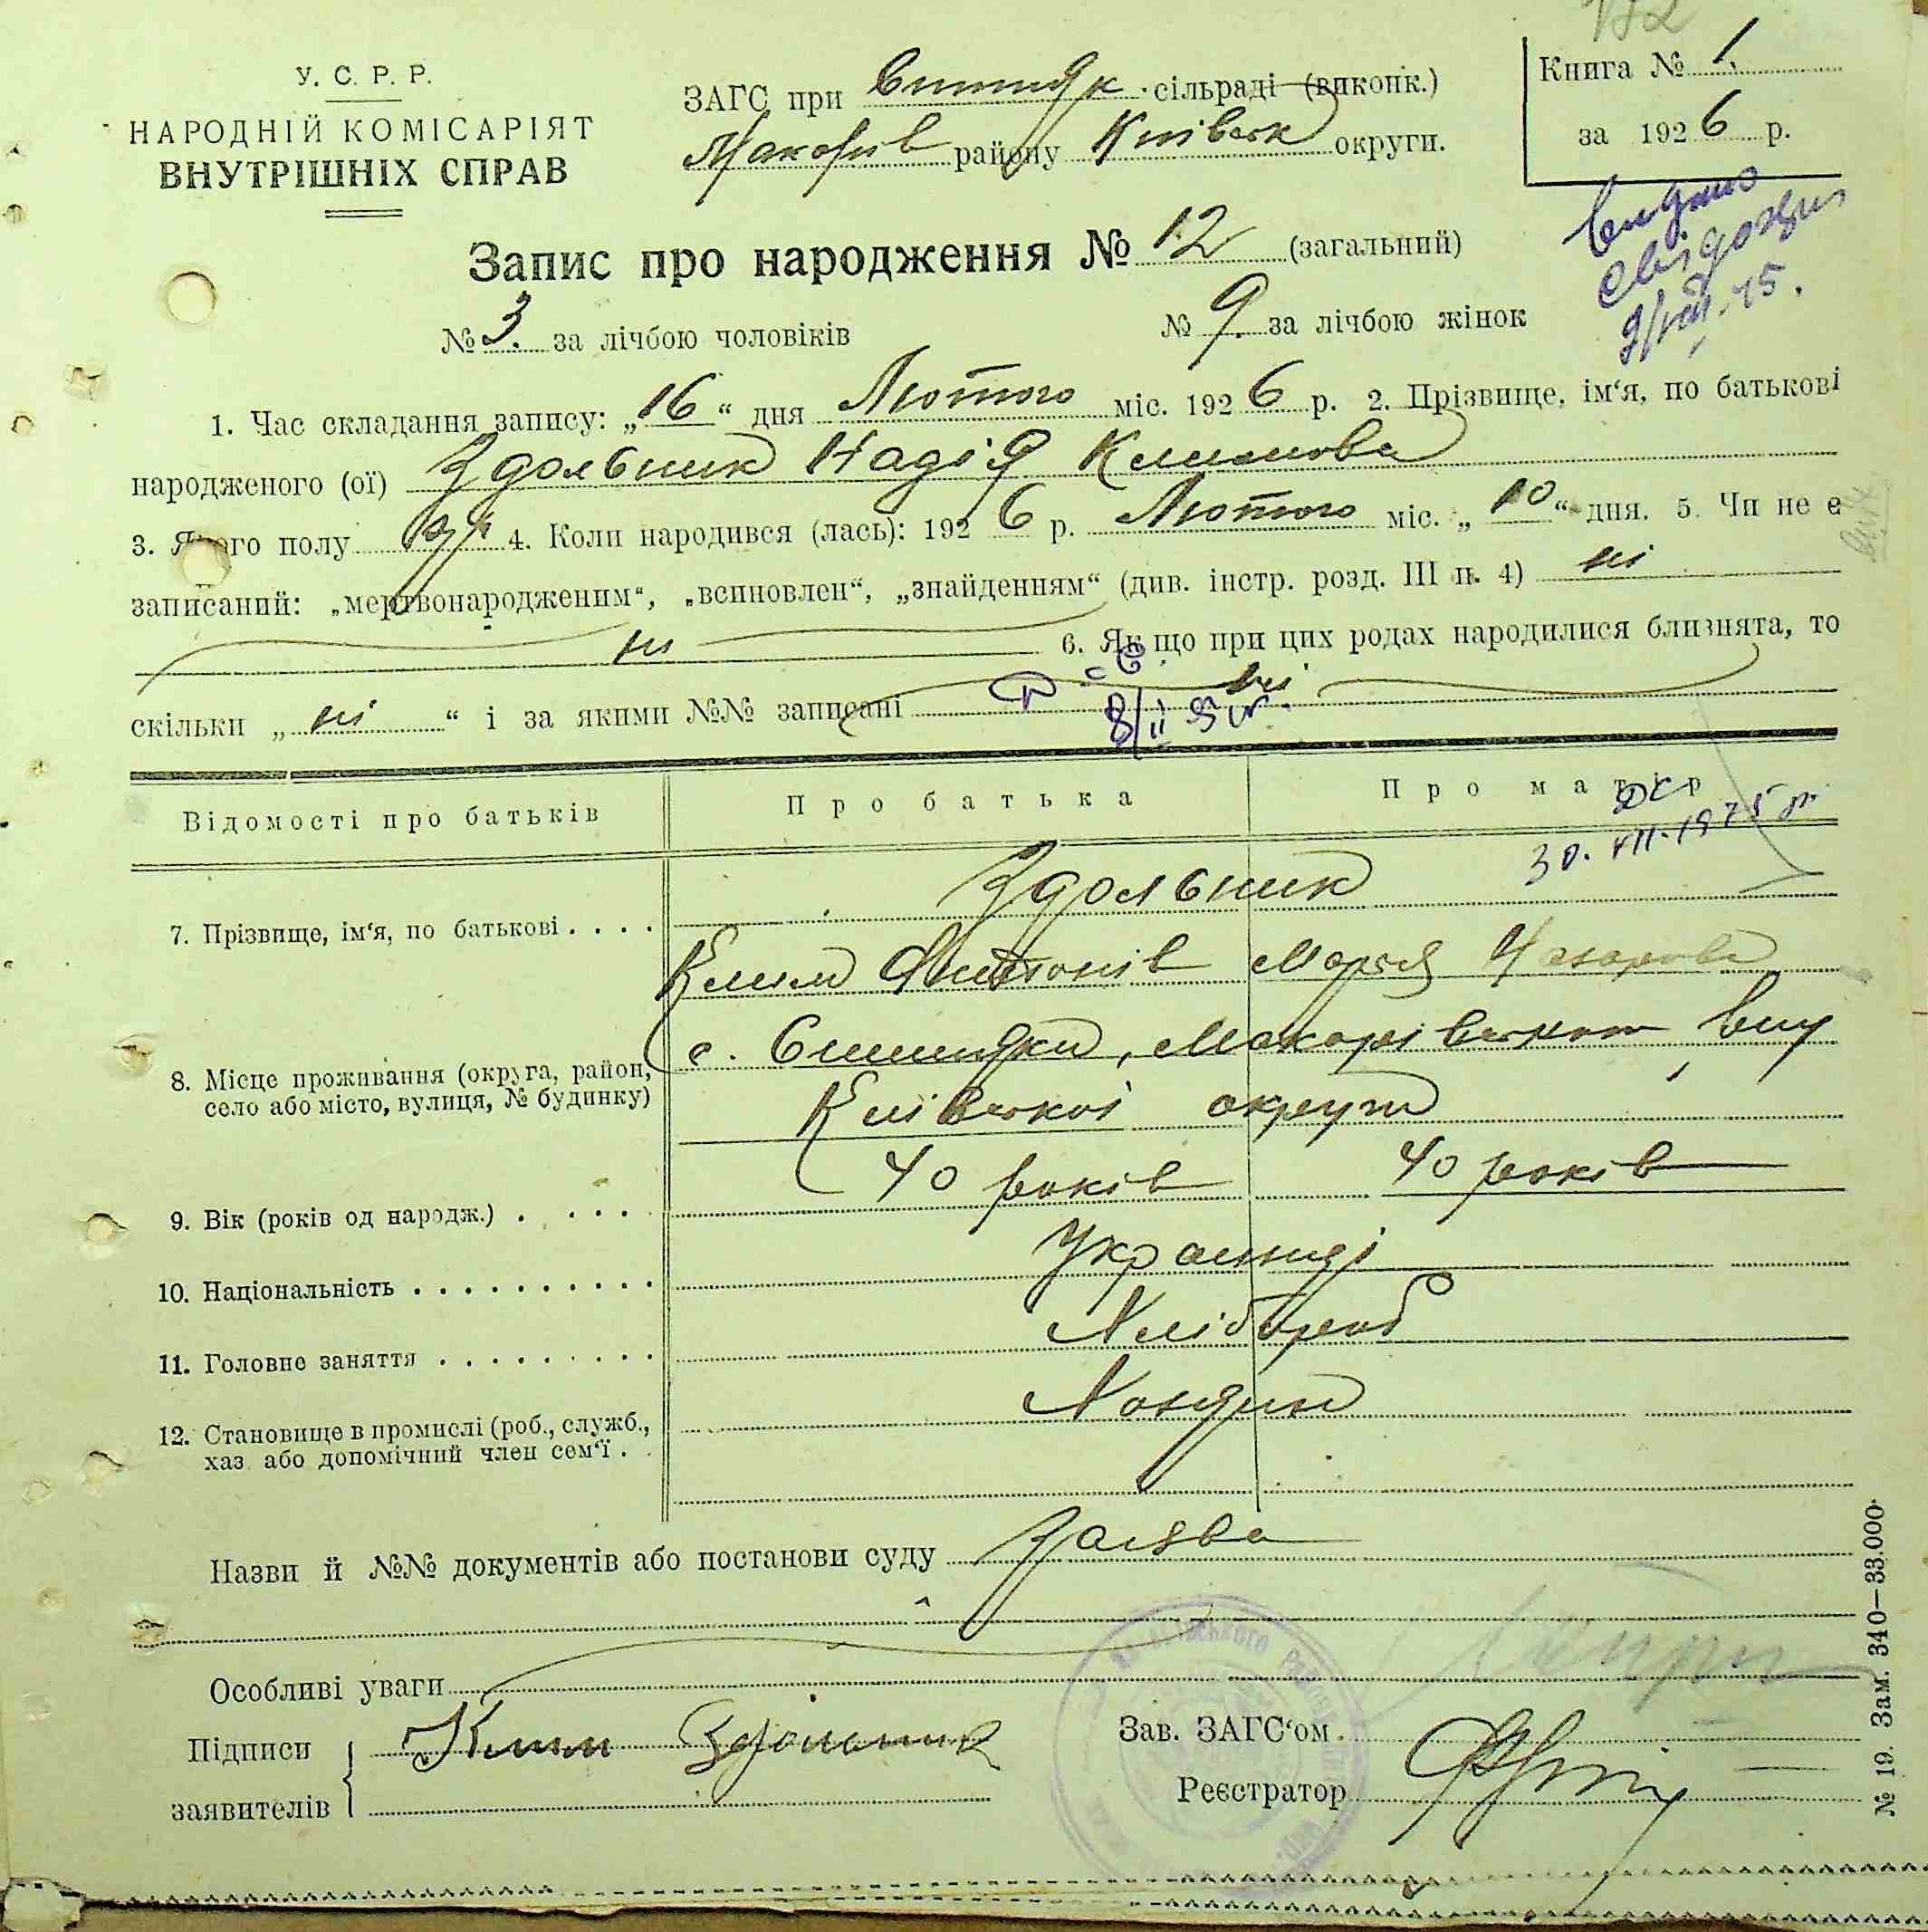 У. С. Р. Р.
НАРОДНІЙ КОМІСАРІЯТ
ВНУТРІШНІХ СПРАВ
ЗАГС при сільраді (виконк.)
Макарів району Київськ округи.
Книга № 1.
за 1926 р.
Видано
свідоцтво
Запис про народження № 12 (загальний)
№ 3. за лічбою чоловіків
№ 9. за лічбою жінок
1. Час складання запису: „16“ дня Лютого міс. 1926 р. 2. Прізвище, ім‘я, по батькові
народженого (ої) Здольник Надія Климова
3. Якого полу 4. Коли народився (лась): 1926 р. Лютого міс. „10“ дня. 5. Чи не є
записаний: „мертвонародженим“, „всиновлен“, „знайденням“ (див. інстр. розд. III п. 4) ні
ні 6. Як що при цих родах народилися близнята, то
скільки „ні“ і за якими №№ записані ні
Відомості про батьків
Про батька
Про матір
30. VII-1975 р.
Здольник
7. Прізвище, ім‘я, по батькові . . . .
Клим Антонів Марія Назарова
8. Місце проживання (округа, район,
село або місто, вулиця, № будинку)
Київської округи
9. Вік (років од народж.) . . . . 40 років 40 років
10. Національність . . . . . . . . . . Українці
11. Головне заняття . . . . . . . . . Хлібороб
12. Становище в промислі (роб., служб.,
хаз. або допомічний член сем‘ї . .
Назви й №№ документів або постанови суду Заява
Особливі уваги
Підписи
заявителів
Клим Здольник
Зав. ЗАГС‘ом
Реєстратор
№ 19. Зам. 340—33.000